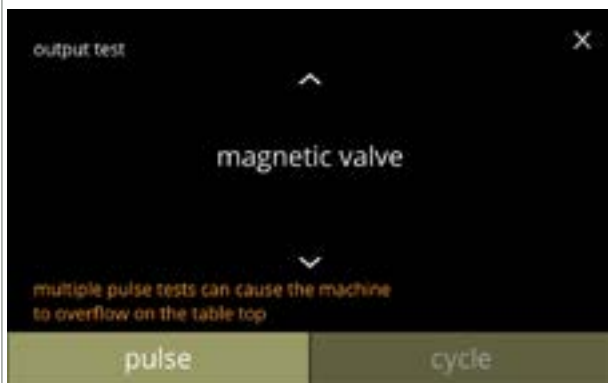 output test
magnetic valve
multiple pulse tests can cause the machine
to overflow on the table top
pulse
cycle